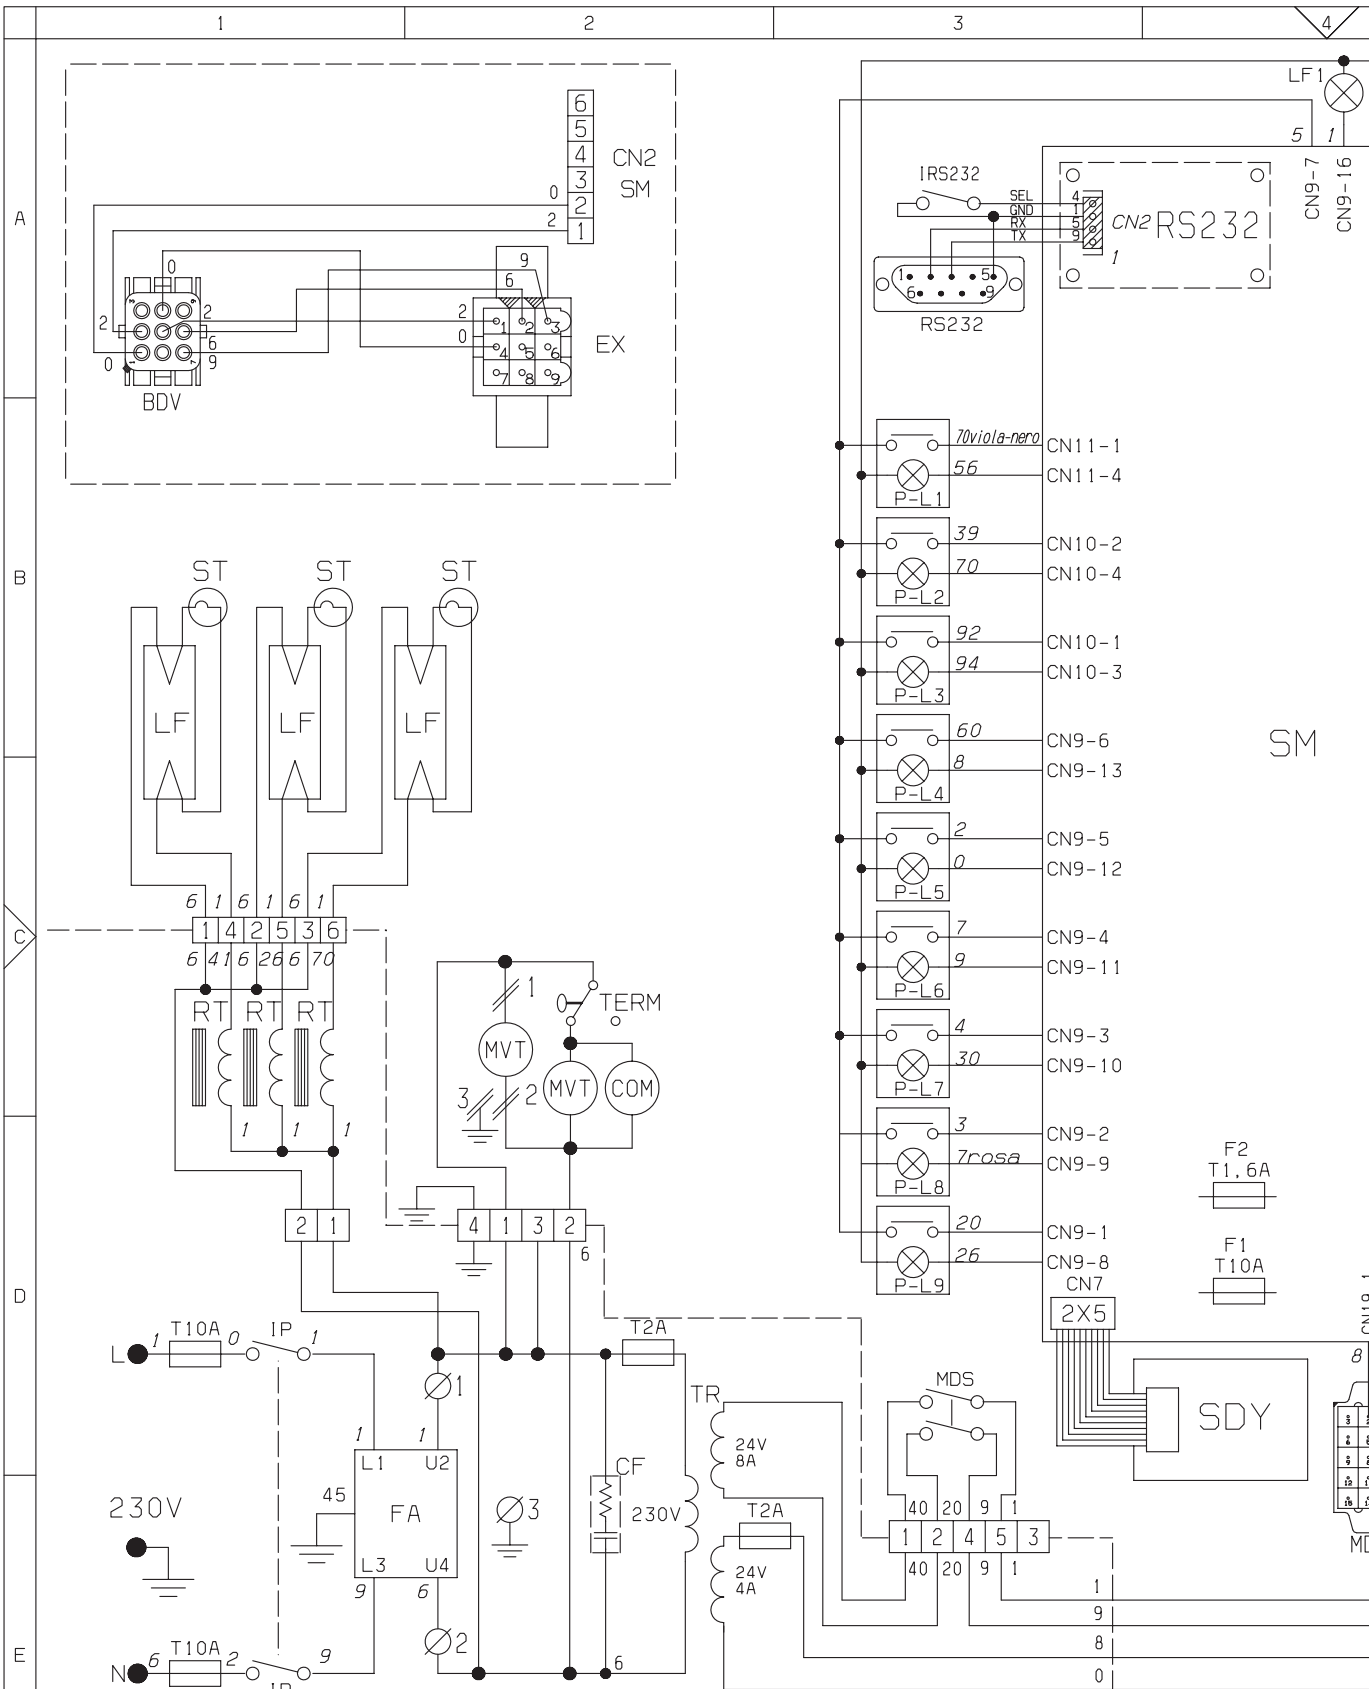 1 2 3 4
A
B
C
D
E
6
5
4
3
2
1
CN2
SM
0
2
0
9
6
2
2
6
9
0
2
0
BDV
1 2 3
4 5 6
7 8 9
EX
LF1
5 1
CN9-7
CN9-16
IRS232
SEL 4
GND 1
RX 5
TX 9
CN2 RS232
1
1 5
6 9
RS232
70viola-nero CN11-1
56 CN11-4
P-L1
39 CN10-2
70 CN10-4
P-L2
92 CN10-1
94 CN10-3
P-L3
60 CN9-6
8 CN9-13
P-L4
2 CN9-5
0 CN9-12
P-L5
7 CN9-4
9 CN9-11
P-L6
4 CN9-3
30 CN9-10
P-L7
3 CN9-2
7rosa CN9-9
P-L8
20 CN9-1
26 CN9-8
P-L9
SM
ST ST ST
LF LF LF
6 1 6 1 6 1
1 4 2 5 3 6
6 41 6 26 6 70
RT RT RT
1 1 1
2 1
1
MVT
3 2
TERM
MVT COM
4 1 3 2
6
F2
T1,6A
F1
T10A
CN7
2X5
SDY
CN19-1
8
L 1 T10A 0 IP 1
1 1
L1 U2
45
FA
L3 U4
9 6
230V
N 6 T10A 2 9
IP
1
3
2
T2A
TR
CF
230V
6
24V
8A
T2A
24V
4A
MDS
40 20 9 1
1 2 4 5 3
40 20 9 1
1
9
8
0